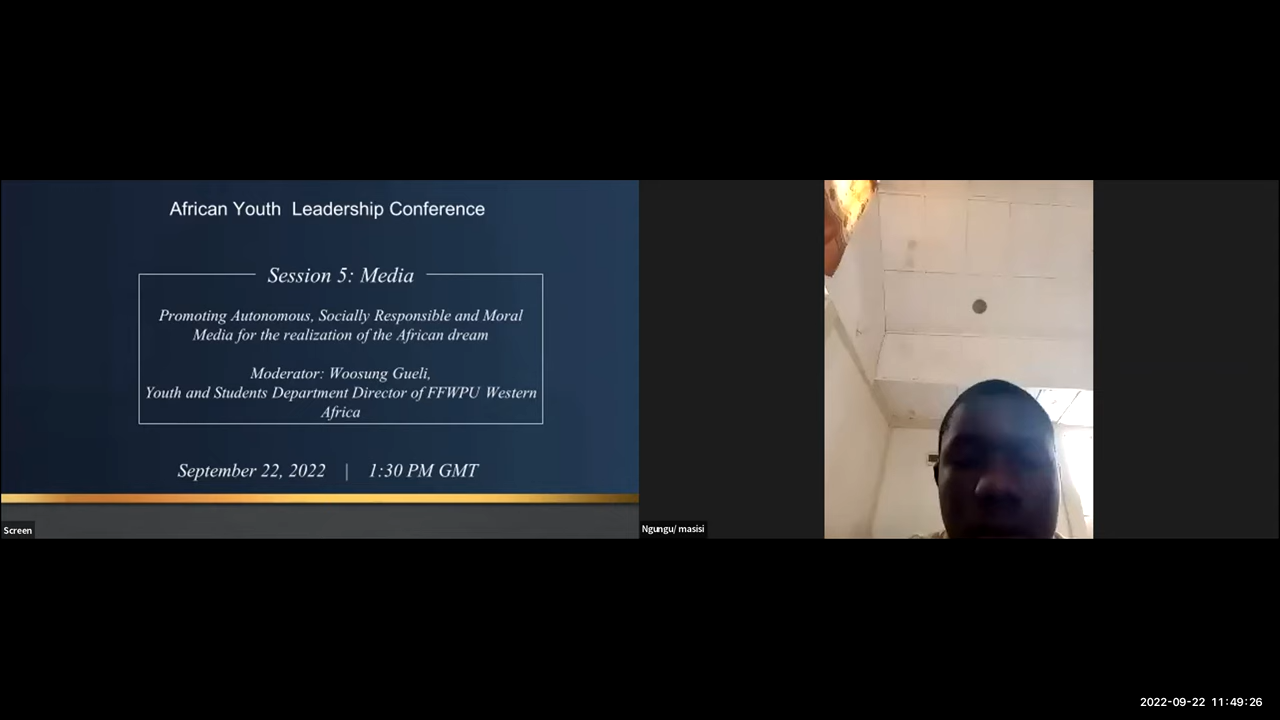 African Youth  Leadership Conference
Session 5: Media
Promoting Autonomous, Socially Responsible and Moral
Media for the realization of the African dream
Moderator: Woosung Gueli,
Youth and Students Department Director of FFWPU Western
Africa
September 22, 2022 | 1:30 PM GMT
Screen
Ngungu/ masisi
2022-09-22 11:49:26